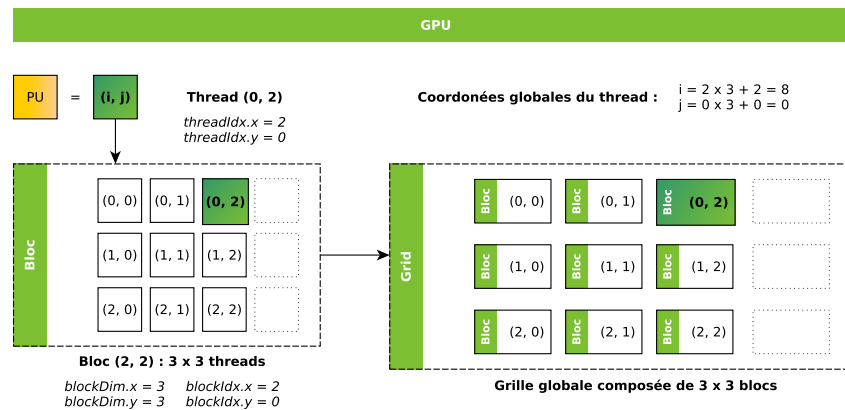 GPU
PU = (i, j)
Thread (0, 2)
threadIdx.x = 2
threadIdx.y = 0
Coordonées globales du thread :
i = 2 x 3 + 2 = 8
j = 0 x 3 + 0 = 0
Bloc
(0, 0) (0, 1) (0, 2)
(1, 0) (1, 1) (1, 2)
(2, 0) (2, 1) (2, 2)
Bloc (2, 2) : 3 x 3 threads
blockDim.x = 3 blockIdx.x = 2
blockDim.y = 3 blockIdx.y = 0
Grid
Bloc (0, 0) Bloc (0, 1) Bloc (0, 2)
Bloc (1, 0) Bloc (1, 1) Bloc (1, 2)
Bloc (2, 0) Bloc (2, 1) Bloc (2, 2)
Grille globale composée de 3 x 3 blocs